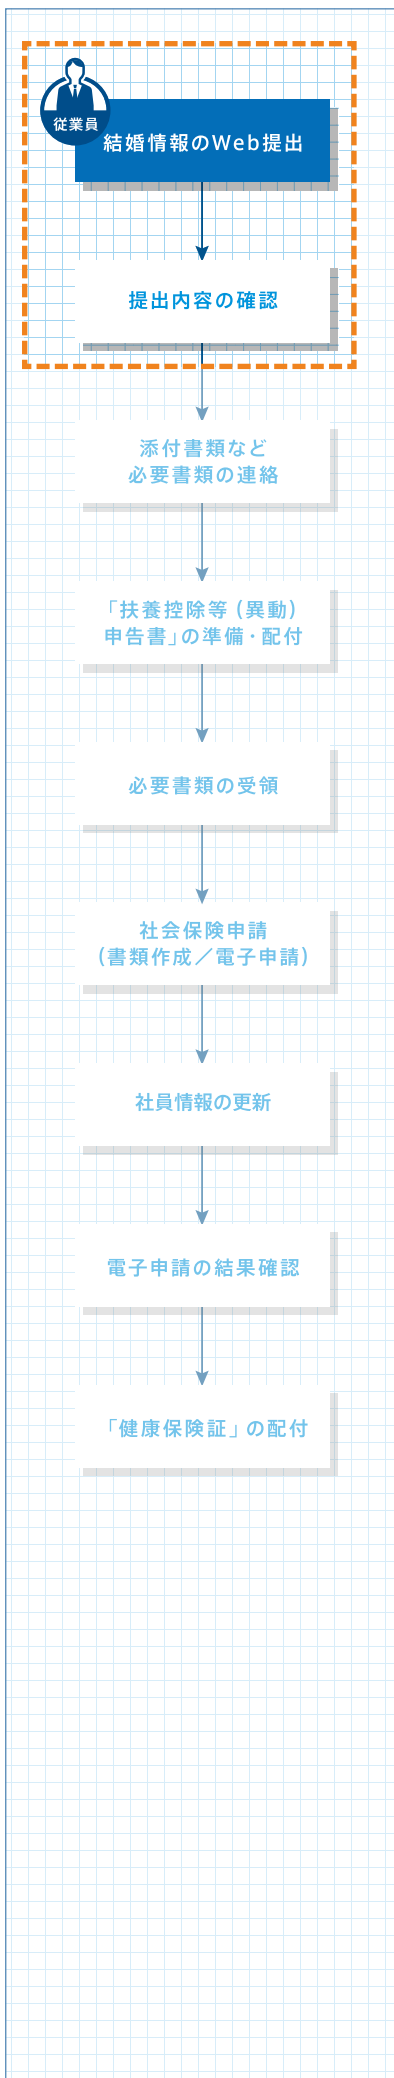 従業員
結婚情報のWeb提出
提出内容の確認
添付書類など
必要書類の連絡
「扶養控除等(異動)
申告書」の準備・配付
必要書類の受領
社会保険申請
(書類作成／電子申請)
社員情報の更新
電子申請の結果確認
「健康保険証」の配付